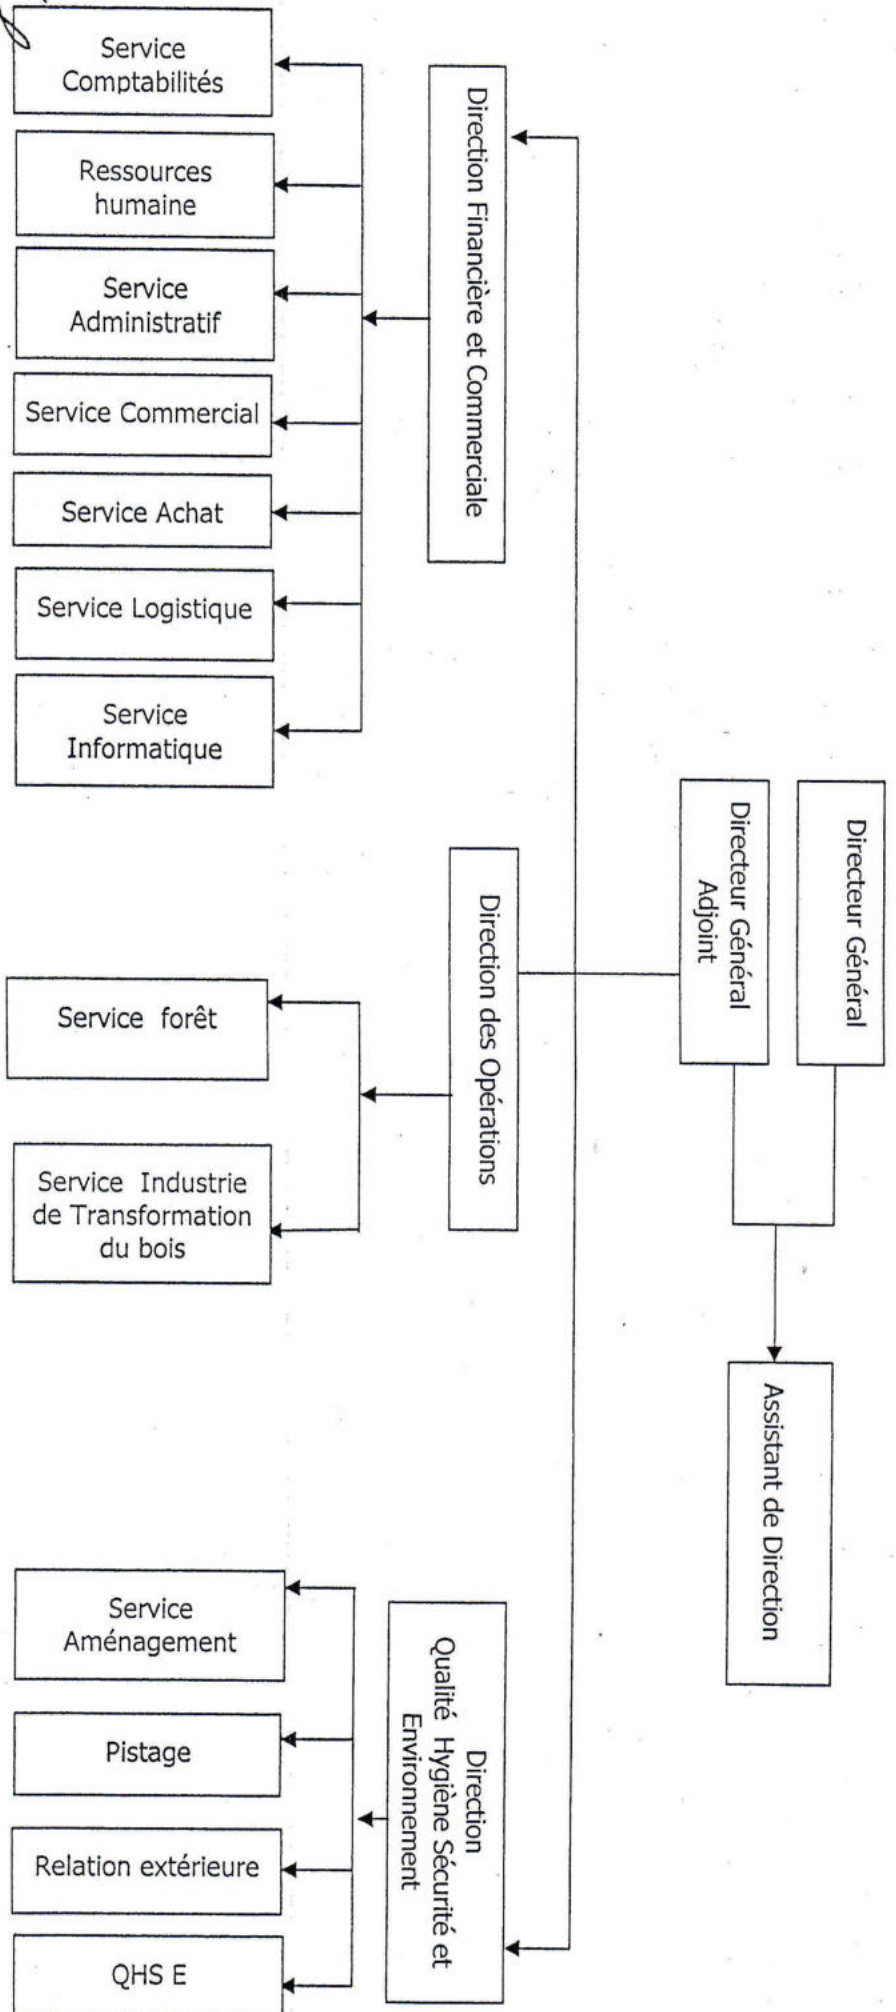 Directeur Général
Directeur Général
Adjoint
Assistant de Direction
Direction Financière et Commerciale
Direction des Opérations
Direction
Qualité Hygiène Sécurité et
Environnement
Service
Comptabilités
Ressources
humaine
Service
Administratif
Service Commercial
Service Achat
Service Logistique
Service
Informatique
Service forêt
Service Industrie
de Transformation
du bois
Service
Aménagement
Pistage
Relation extérieure
QHS E